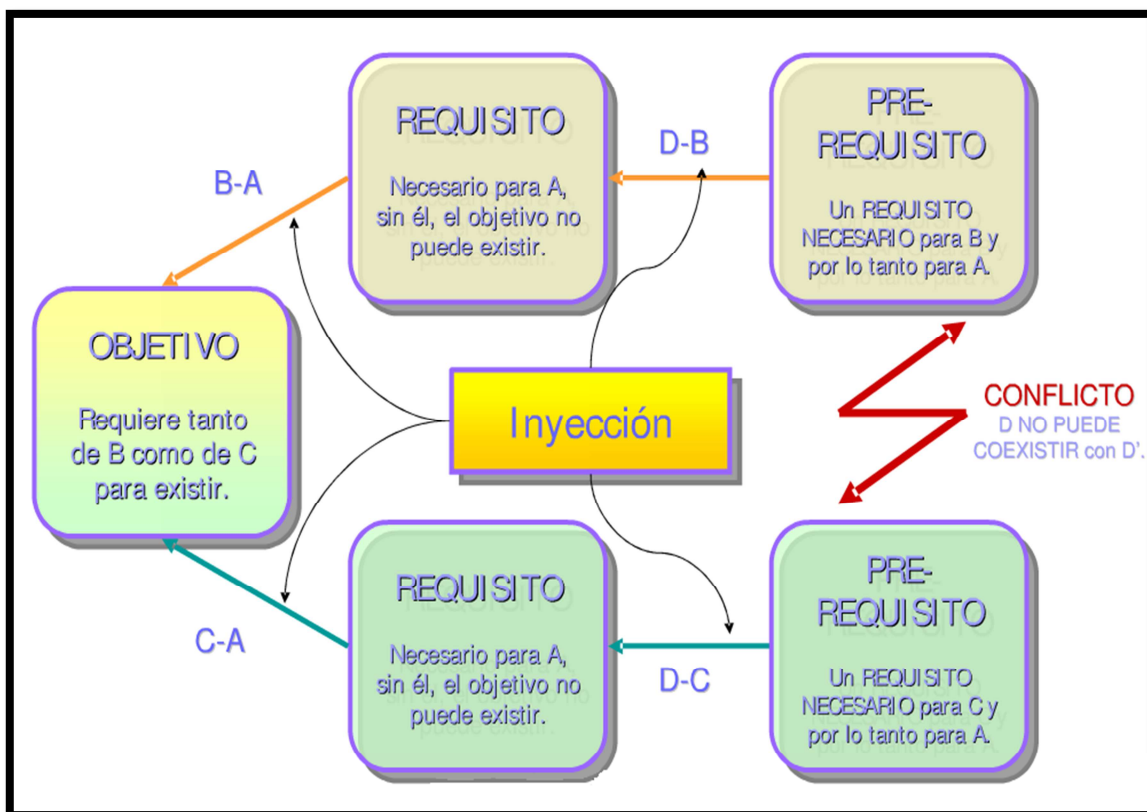 REQUISITO
Necesario para A,
sin él, el objetivo no
puede existir.
D-B
PRE-
REQUISITO
Un REQUISITO
NECESARIO para B y
por lo tanto para A.
B-A
OBJETIVO
Requiere tanto
de B como de C
para existir.
Inyección
CONFLICTO
D NO PUEDE
COEXISTIR con D'.
C-A
REQUISITO
Necesario para A,
sin él, el objetivo no
puede existir.
D-C
PRE-
REQUISITO
Un REQUISITO
NECESARIO para C y
por lo tanto para A.